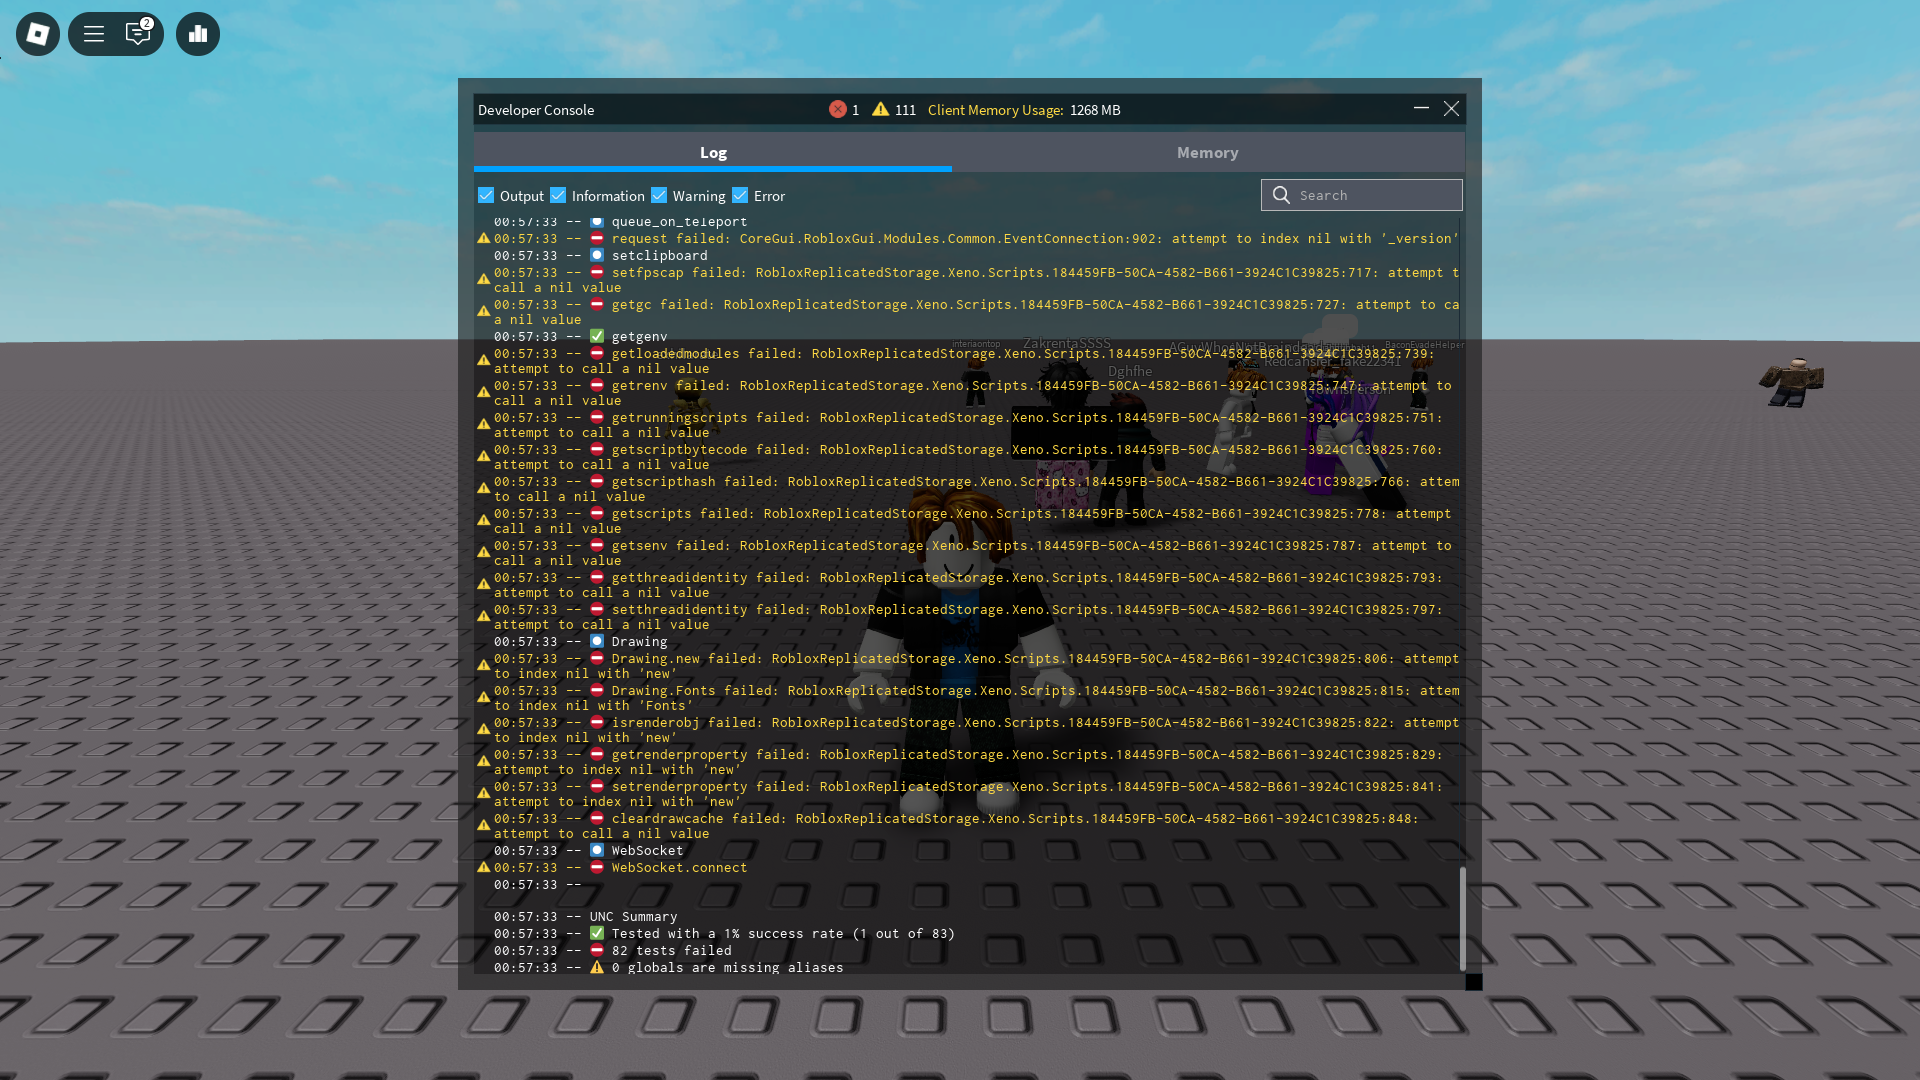 2
Developer Console 1 111 Client Memory Usage: 1268 MB
Log Memory
Output Information Warning Error Search
00:57:33 -- queue_on_teleport
00:57:33 -- request failed: CoreGui.RobloxGui.Modules.Common.EventConnection:902: attempt to index nil with '_version'
00:57:33 -- setclipboard
00:57:33 -- setfpscap failed: RobloxReplicatedStorage.Xeno.Scripts.184459FB-50CA-4582-B661-3924C1C39825:717: attempt t
call a nil value
00:57:33 -- getgc failed: RobloxReplicatedStorage.Xeno.Scripts.184459FB-50CA-4582-B661-3924C1C39825:727: attempt to ca
a nil value
00:57:33 -- getgenv
00:57:33 -- getloadedmodules failed: RobloxReplicatedStorage.Xeno.Scripts.184459FB-50CA-4582-B661-3924C1C39825:739:
attempt to call a nil value
00:57:33 -- getrenv failed: RobloxReplicatedStorage.Xeno.Scripts.184459FB-50CA-4582-B661-3924C1C39825:747: attempt to
call a nil value
00:57:33 -- getrunningscripts failed: RobloxReplicatedStorage.Xeno.Scripts.184459FB-50CA-4582-B661-3924C1C39825:751:
attempt to call a nil value
00:57:33 -- getscriptbytecode failed: RobloxReplicatedStorage.Xeno.Scripts.184459FB-50CA-4582-B661-3924C1C39825:760:
attempt to call a nil value
00:57:33 -- getscripthash failed: RobloxReplicatedStorage.Xeno.Scripts.184459FB-50CA-4582-B661-3924C1C39825:766: attem
to call a nil value
00:57:33 -- getscripts failed: RobloxReplicatedStorage.Xeno.Scripts.184459FB-50CA-4582-B661-3924C1C39825:778: attempt
call a nil value
00:57:33 -- getsenv failed: RobloxReplicatedStorage.Xeno.Scripts.184459FB-50CA-4582-B661-3924C1C39825:787: attempt to
call a nil value
00:57:33 -- getthreadidentity failed: RobloxReplicatedStorage.Xeno.Scripts.184459FB-50CA-4582-B661-3924C1C39825:793:
attempt to call a nil value
00:57:33 -- setthreadidentity failed: RobloxReplicatedStorage.Xeno.Scripts.184459FB-50CA-4582-B661-3924C1C39825:797:
attempt to call a nil value
00:57:33 -- Drawing
00:57:33 -- Drawing.new failed: RobloxReplicatedStorage.Xeno.Scripts.184459FB-50CA-4582-B661-3924C1C39825:806: attempt
to index nil with 'new'
00:57:33 -- Drawing.Fonts failed: RobloxReplicatedStorage.Xeno.Scripts.184459FB-50CA-4582-B661-3924C1C39825:815: attem
to index nil with 'Fonts'
00:57:33 -- isrenderobj failed: RobloxReplicatedStorage.Xeno.Scripts.184459FB-50CA-4582-B661-3924C1C39825:822: attempt
to index nil with 'new'
00:57:33 -- getrenderproperty failed: RobloxReplicatedStorage.Xeno.Scripts.184459FB-50CA-4582-B661-3924C1C39825:829:
attempt to index nil with 'new'
00:57:33 -- setrenderproperty failed: RobloxReplicatedStorage.Xeno.Scripts.184459FB-50CA-4582-B661-3924C1C39825:841:
attempt to index nil with 'new'
00:57:33 -- cleardrawcache failed: RobloxReplicatedStorage.Xeno.Scripts.184459FB-50CA-4582-B661-3924C1C39825:848:
attempt to call a nil value
00:57:33 -- WebSocket
00:57:33 -- WebSocket.connect
00:57:33 --
00:57:33 -- UNC Summary
00:57:33 -- Tested with a 1% success rate (1 out of 83)
00:57:33 -- 82 tests failed
00:57:33 -- 0 globals are missing aliases
interiaontop
ZakrentaSSSS
Dghfhe
BaconEvadeHelper